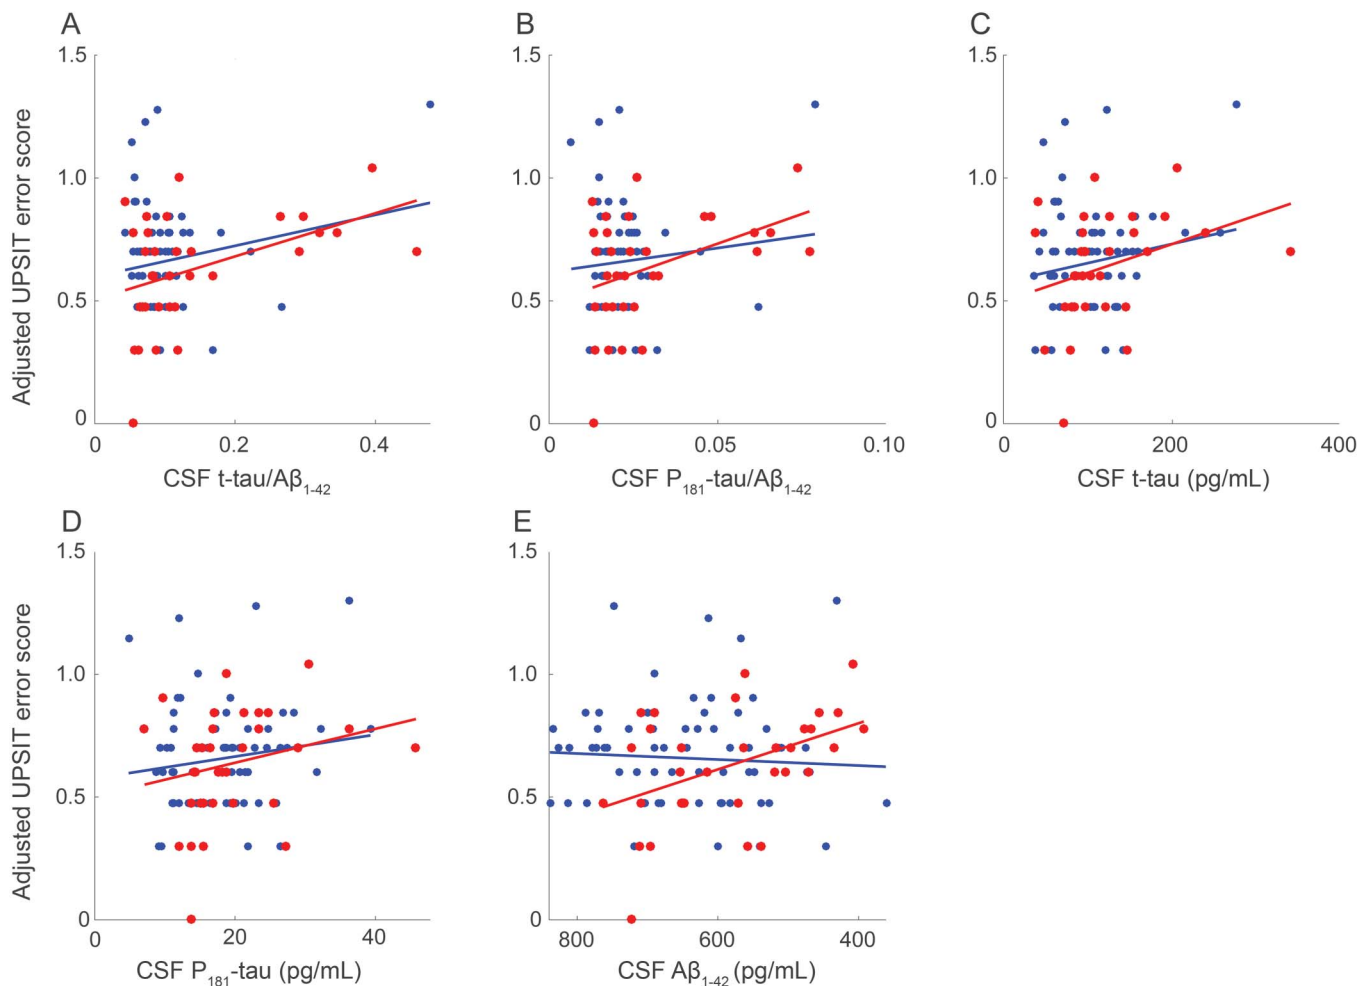 A
B
C
Adjusted UPSIT error score
1.5
1.0
0.5
0
0
0.2
0.4
CSF t-tau/Aβ₁₋₄₂
1.5
1.0
0.5
0
0
0.05
0.10
CSF P₁₈₁-tau/Aβ₁₋₄₂
1.5
1.0
0.5
0
0
200
400
CSF t-tau (pg/mL)
D
E
Adjusted UPSIT error score
1.5
1.0
0.5
0
0
20
40
CSF P₁₈₁-tau (pg/mL)
1.5
1.0
0.5
0
800
600
400
CSF Aβ₁₋₄₂ (pg/mL)